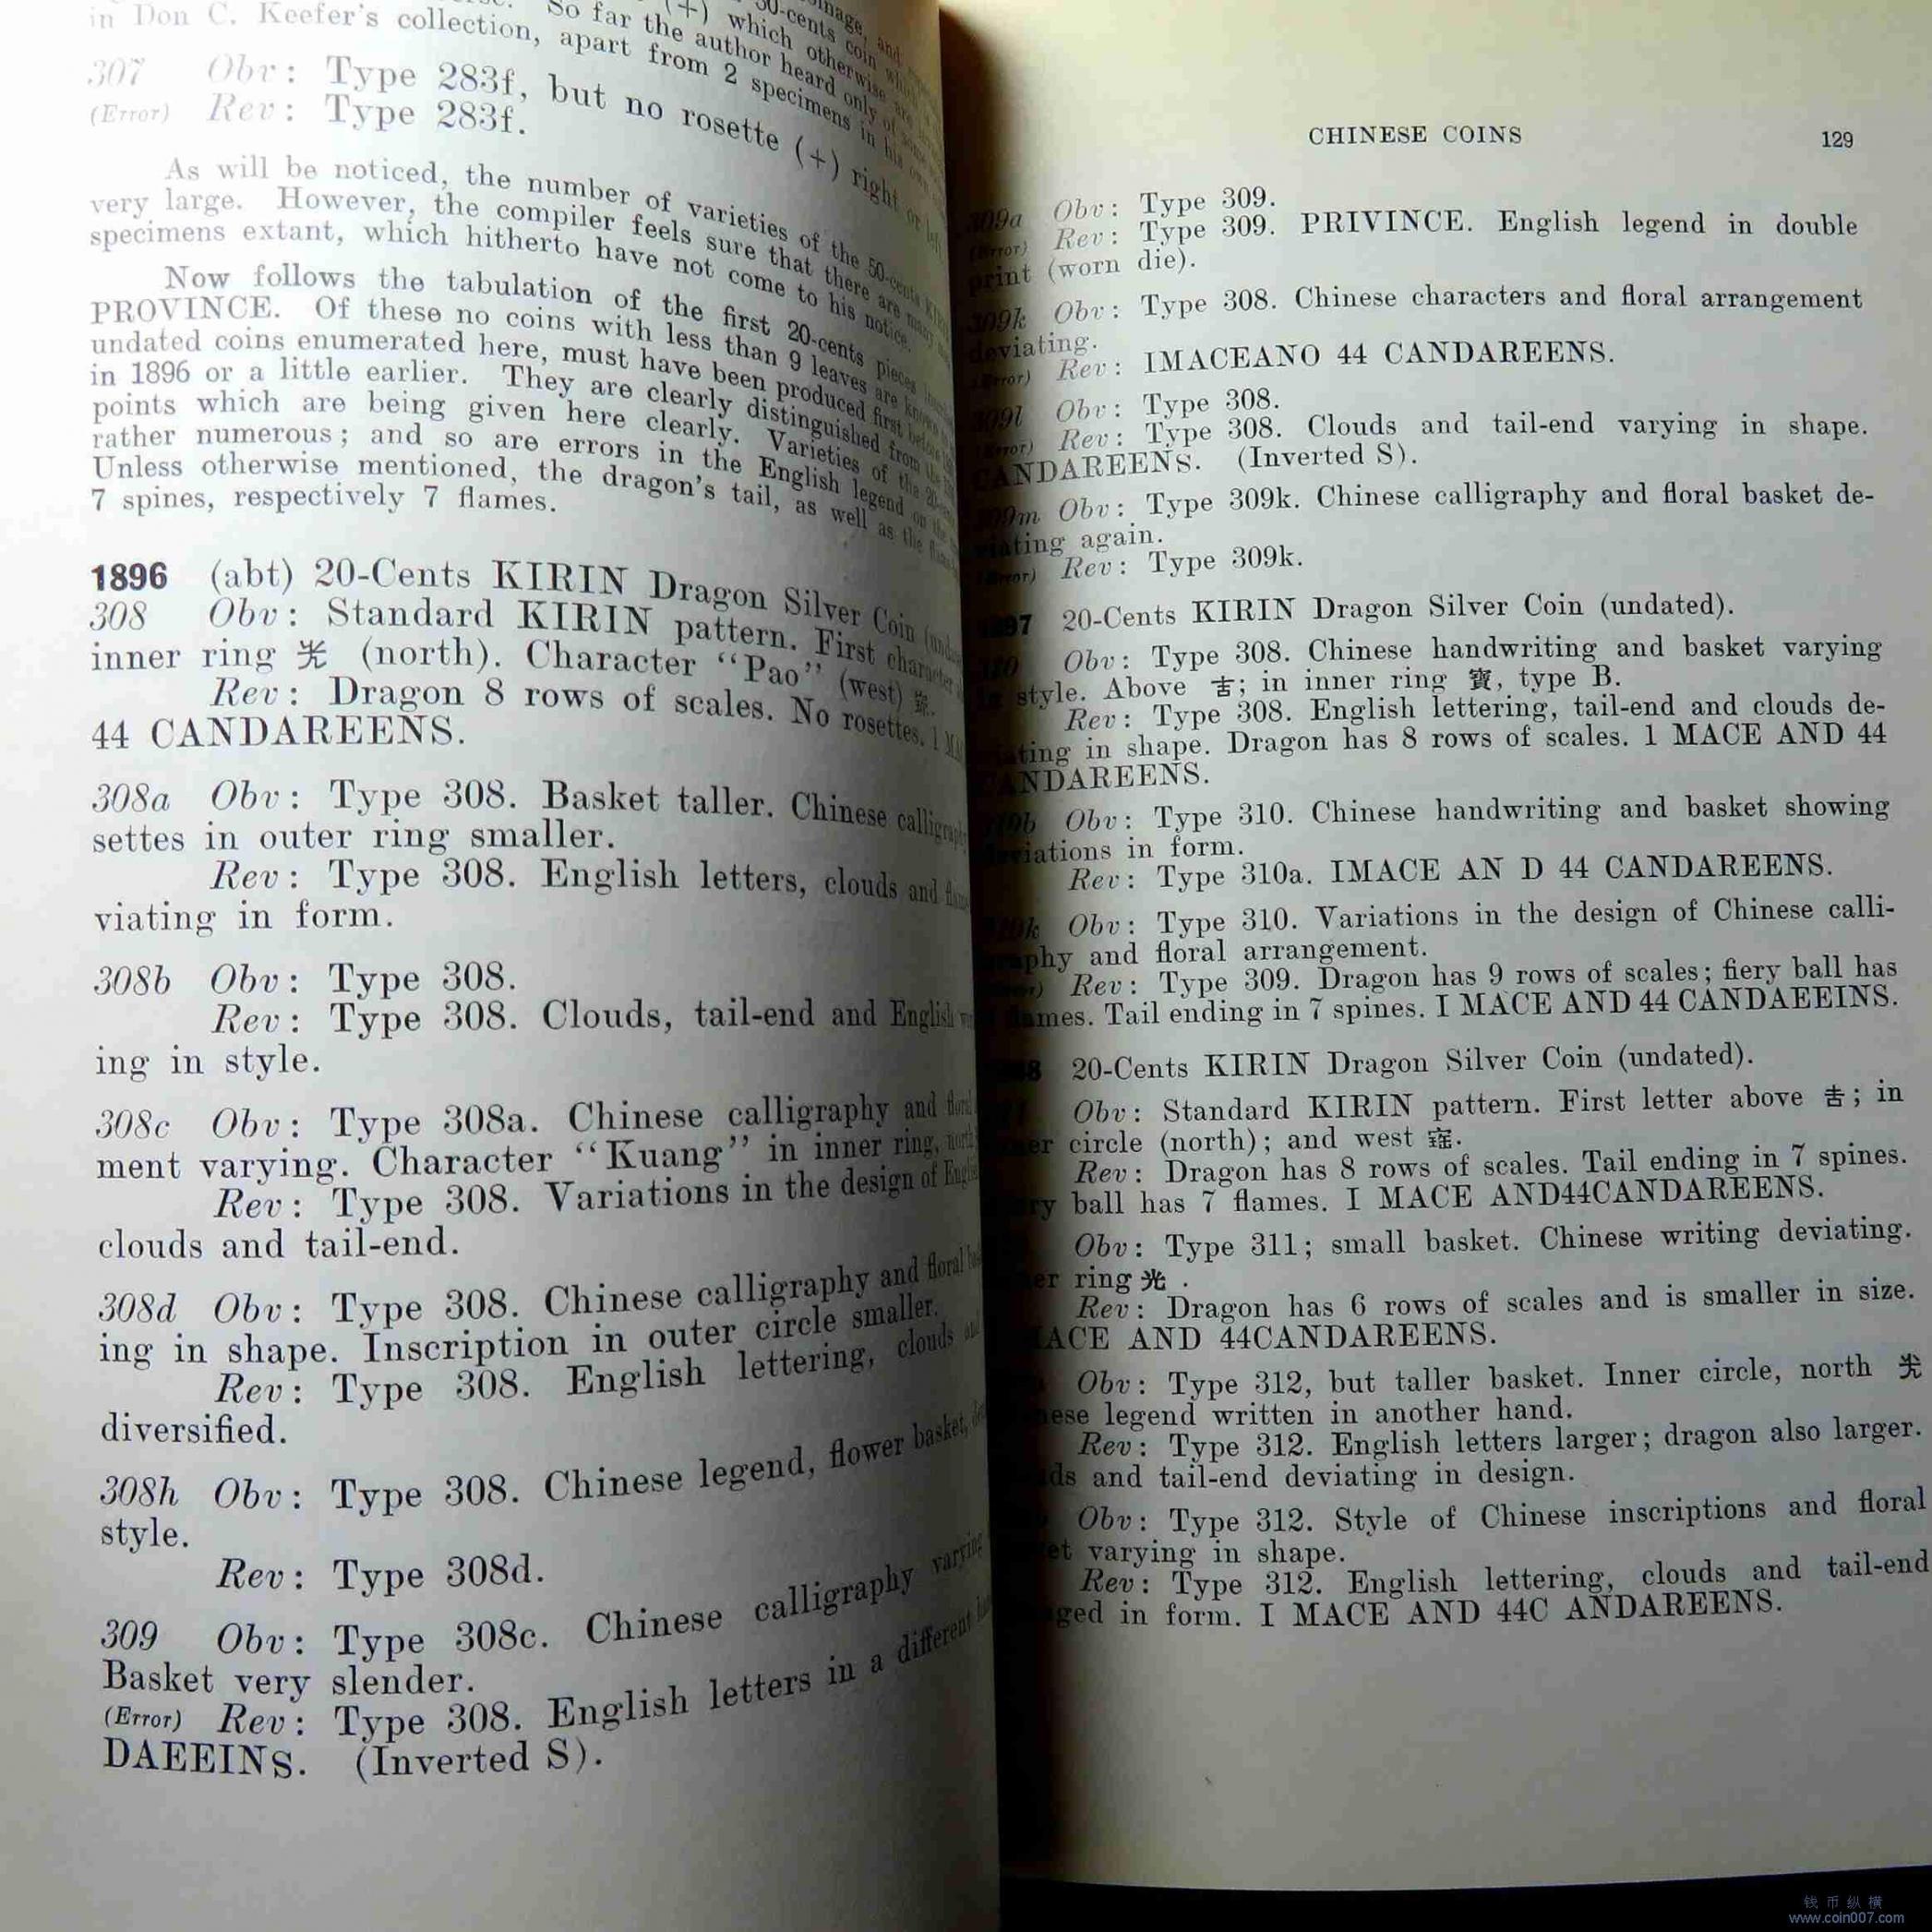 in Don C. Keefer's collection, apart from 2 specimens in his own
307 Obv: Type 283f, but no rosette (+) right or left
(Error) Rev: Type 283f.
As will be noticed, the number of varieties of the 50-cents
very large. However, the compiler feels sure that there are many
specimens extant, which hitherto have not come to his notice.
Now follows the tabulation of the first 20-cents pieces
PROVINCE. Of these no coins with less than 9 leaves are known
undated coins enumerated here, must have been produced first before
in 1896 or a little earlier. They are clearly distinguished from the
points which are being given here clearly. Varieties of the 20-cents
rather numerous; and so are errors in the English legend on the
Unless otherwise mentioned, the dragon's tail, as well as the
7 spines, respectively 7 flames.
1896 (abt) 20-Cents KIRIN Dragon Silver Coin
308 Obv: Standard KIRIN pattern. First character
inner ring 光 (north). Character "Pao" (west)
Rev: Dragon 8 rows of scales. No rosettes. 1
44 CANDAREENS.
308a Obv: Type 308. Basket taller. Chinese
settes in outer ring smaller.
Rev: Type 308. English letters, clouds and
viating in form.
308b Obv: Type 308.
Rev: Type 308. Clouds, tail-end and English
ing in style.
308c Obv: Type 308a. Chinese calligraphy and
ment varying. Character "Kuang" in inner ring,
Rev: Type 308. Variations in the design of
clouds and tail-end.
308d Obv: Type 308. Chinese calligraphy and floral
ing in shape. Inscription in outer circle smaller.
Rev: Type 308. English lettering, clouds
diversified.
308h Obv: Type 308. Chinese legend, flower basket,
style.
Rev: Type 308d.
309 Obv: Type 308c. Chinese calligraphy varying
Basket very slender.
(Error) Rev: Type 308. English letters in a different
DAEEINS. (Inverted S).
CHINESE COINS 129
309a Obv: Type 309.
(Error) Rev: Type 309. PRIVINCE. English legend in double
print (worn die).
309k Obv: Type 308. Chinese characters and floral arrangement
deviating.
(Error) Rev: IMACEANO 44 CANDAREENS.
309l Obv: Type 308.
(Error) Rev: Type 308. Clouds and tail-end varying in shape.
CANDAREENS. (Inverted S).
309m Obv: Type 309k. Chinese calligraphy and floral basket de-
viating again.
(Error) Rev: Type 309k.
20-Cents KIRIN Dragon Silver Coin (undated).
Obv: Type 308. Chinese handwriting and basket varying
style. Above 吉; in inner ring 寶, type B.
Rev: Type 308. English lettering, tail-end and clouds de-
viating in shape. Dragon has 8 rows of scales. 1 MACE AND 44
CANDAREENS.
Obv: Type 310. Chinese handwriting and basket showing
deviations in form.
Rev: Type 310a. IMACE AN D 44 CANDAREENS.
Obv: Type 310. Variations in the design of Chinese calli-
graphy and floral arrangement.
Rev: Type 309. Dragon has 9 rows of scales; fiery ball has
flames. Tail ending in 7 spines. I MACE AND 44 CANDAEEINS.
20-Cents KIRIN Dragon Silver Coin (undated).
Obv: Standard KIRIN pattern. First letter above 吉; in
circle (north); and west
Rev: Dragon has 8 rows of scales. Tail ending in 7 spines.
ball has 7 flames. I MACE AND44CANDAREENS.
Obv: Type 311; small basket. Chinese writing deviating.
ring 光.
Rev: Dragon has 6 rows of scales and is smaller in size.
MACE AND 44CANDAREENS.
Obv: Type 312, but taller basket. Inner circle, north 光
legend written in another hand.
Rev: Type 312. English letters larger; dragon also larger.
and tail-end deviating in design.
Obv: Type 312. Style of Chinese inscriptions and floral
varying in shape.
Rev: Type 312. English lettering, clouds and tail-end
in form. I MACE AND 44C ANDAREENS.
钱币纵横
www.coin007.com